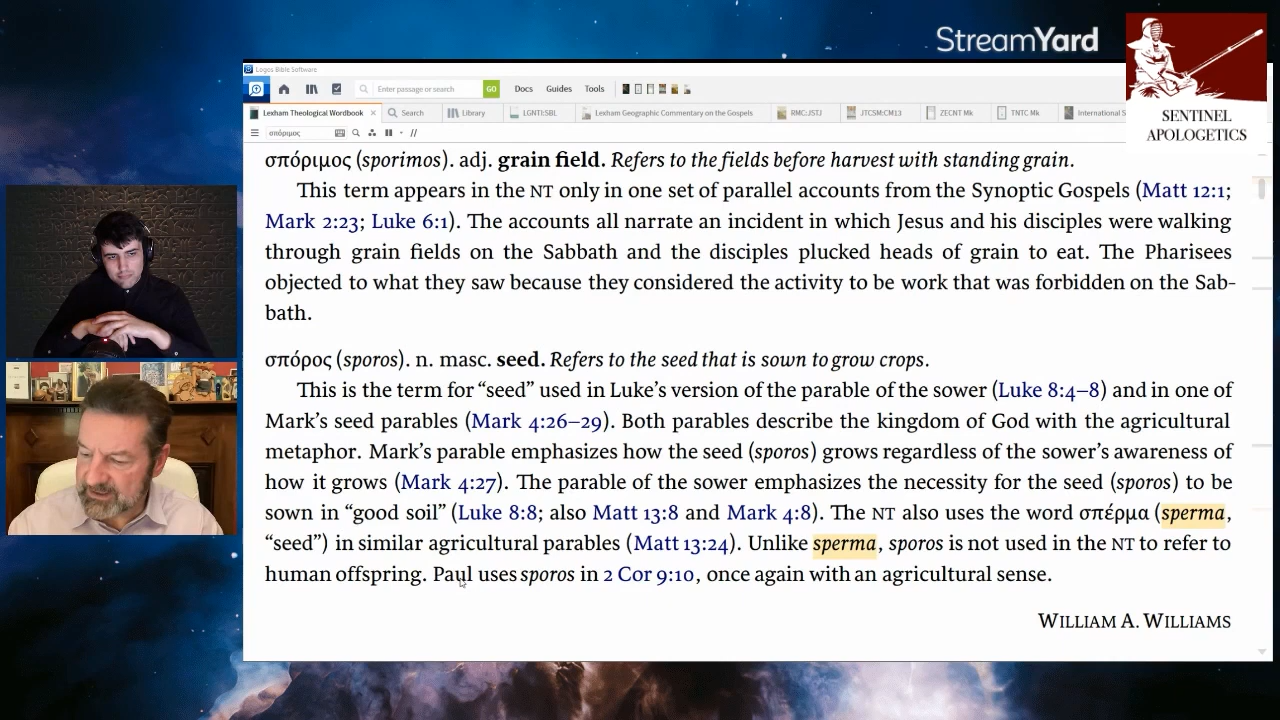 StreamYard
SENTINEL
APOLOGETICS
Logos Bible Software
Enter passage or search GO Docs Guides Tools
Lexham Theological Wordbook × Search Library LGNTI:SBL Lexham Geographic Commentary on the Gospels RMC:JSTJ JTCSM:CM13 ZECNT Mk TNTC Mk International S
σπόριμος //
σπόριμος (sporimos). adj. grain field. Refers to the fields before harvest with standing grain.
This term appears in the NT only in one set of parallel accounts from the Synoptic Gospels (Matt 12:1;
Mark 2:23; Luke 6:1). The accounts all narrate an incident in which Jesus and his disciples were walking
through grain fields on the Sabbath and the disciples plucked heads of grain to eat. The Pharisees
objected to what they saw because they considered the activity to be work that was forbidden on the Sab-
bath.
σπόρος (sporos). n. masc. seed. Refers to the seed that is sown to grow crops.
This is the term for “seed” used in Luke’s version of the parable of the sower (Luke 8:4–8) and in one of
Mark’s seed parables (Mark 4:26–29). Both parables describe the kingdom of God with the agricultural
metaphor. Mark’s parable emphasizes how the seed (sporos) grows regardless of the sower’s awareness of
how it grows (Mark 4:27). The parable of the sower emphasizes the necessity for the seed (sporos) to be
sown in “good soil” (Luke 8:8; also Matt 13:8 and Mark 4:8). The NT also uses the word σπέρμα (sperma,
“seed”) in similar agricultural parables (Matt 13:24). Unlike sperma, sporos is not used in the NT to refer to
human offspring. Paul uses sporos in 2 Cor 9:10, once again with an agricultural sense.
WILLIAM A. WILLIAMS